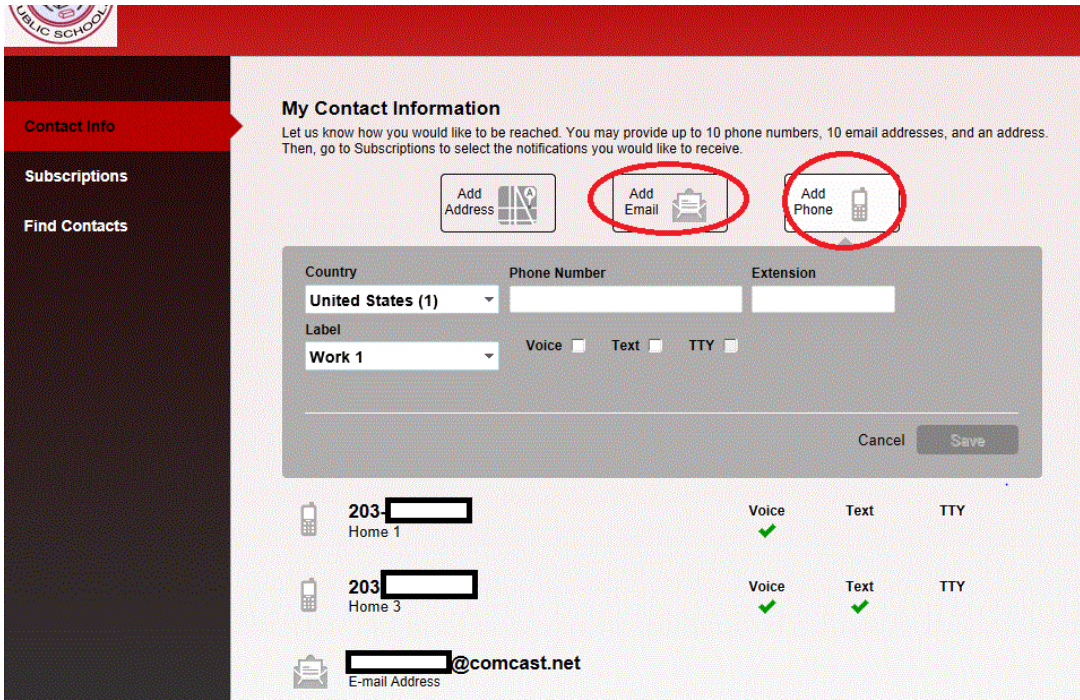 PUBLIC SCHOOL
Contact Info
Subscriptions
Find Contacts
My Contact Information
Let us know how you would like to be reached. You may provide up to 10 phone numbers, 10 email addresses, and an address.
Then, go to Subscriptions to select the notifications you would like to receive.
Add
Address
Add
Email
Add
Phone
Country
Phone Number
Extension
United States (1)
Label
Work 1
Voice
Text
TTY
Cancel
Save
203-
Home 1
Voice
Text
TTY
203
Home 3
Voice
Text
TTY
@comcast.net
E-mail Address